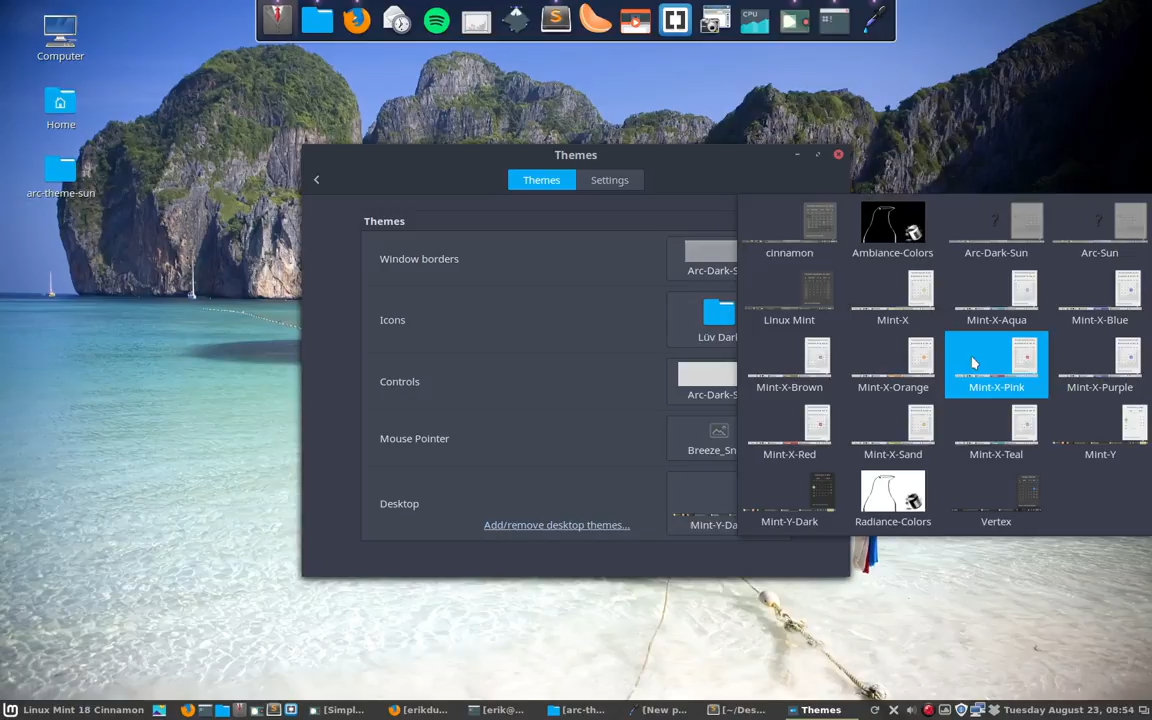 CPU
Computer
Home
arc-theme-sun
Themes
Themes
Settings
Themes
Window borders
Arc-Dark-S
Icons
Lüv Dark
Controls
Arc-Dark-S
Mouse Pointer
Breeze_Sn
Desktop
Add/remove desktop themes...
Mint-Y-Da
cinnamon
Ambiance-Colors
Arc-Dark-Sun
Arc-Sun
Linux Mint
Mint-X
Mint-X-Aqua
Mint-X-Blue
Mint-X-Brown
Mint-X-Orange
Mint-X-Pink
Mint-X-Purple
Mint-X-Red
Mint-X-Sand
Mint-X-Teal
Mint-Y
Mint-Y-Dark
Radiance-Colors
Vertex
Linux Mint 18 Cinnamon
[Simpl...
[erikdu...
[erik@...
[arc-th...
[New p...
[~/Des...
Themes
Tuesday August 23, 08:54